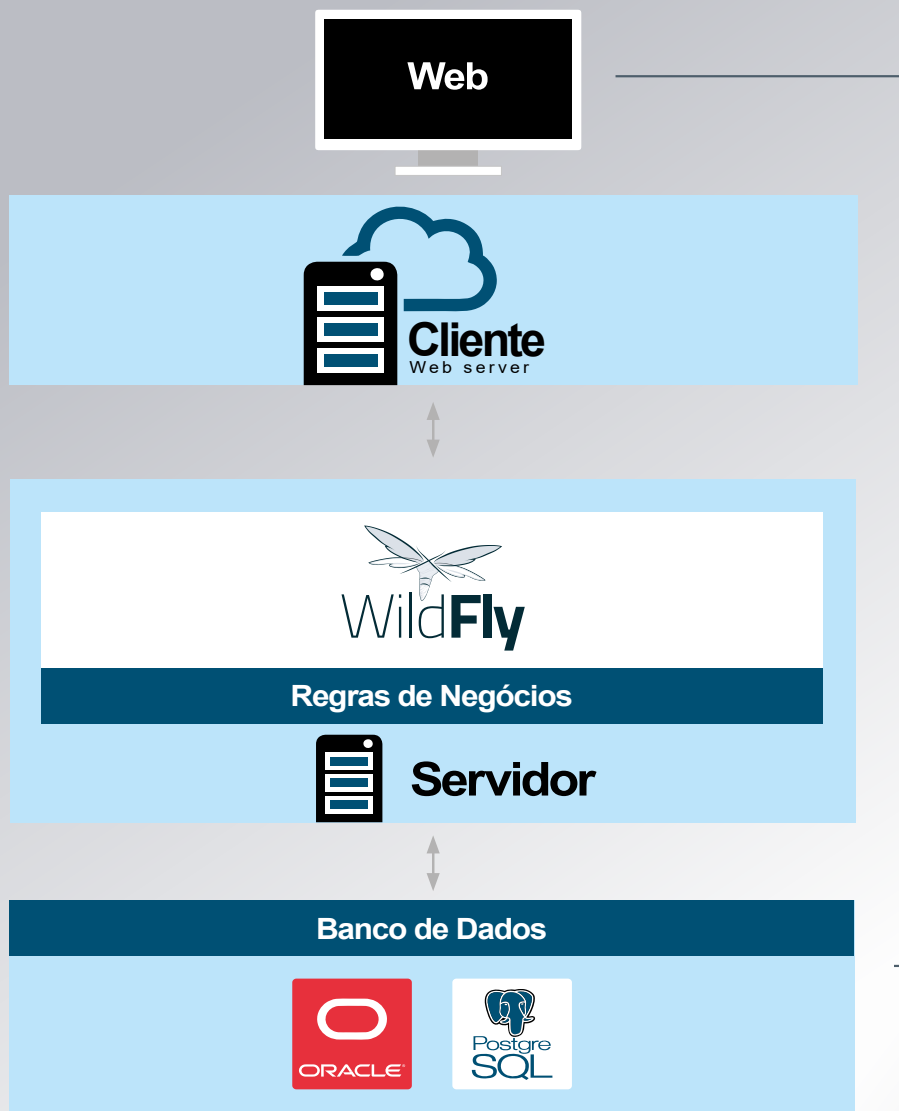 Web
Cliente
Web server
WildFly
Regras de Negócios
Servidor
Banco de Dados
ORACLE
Postgre
SQL